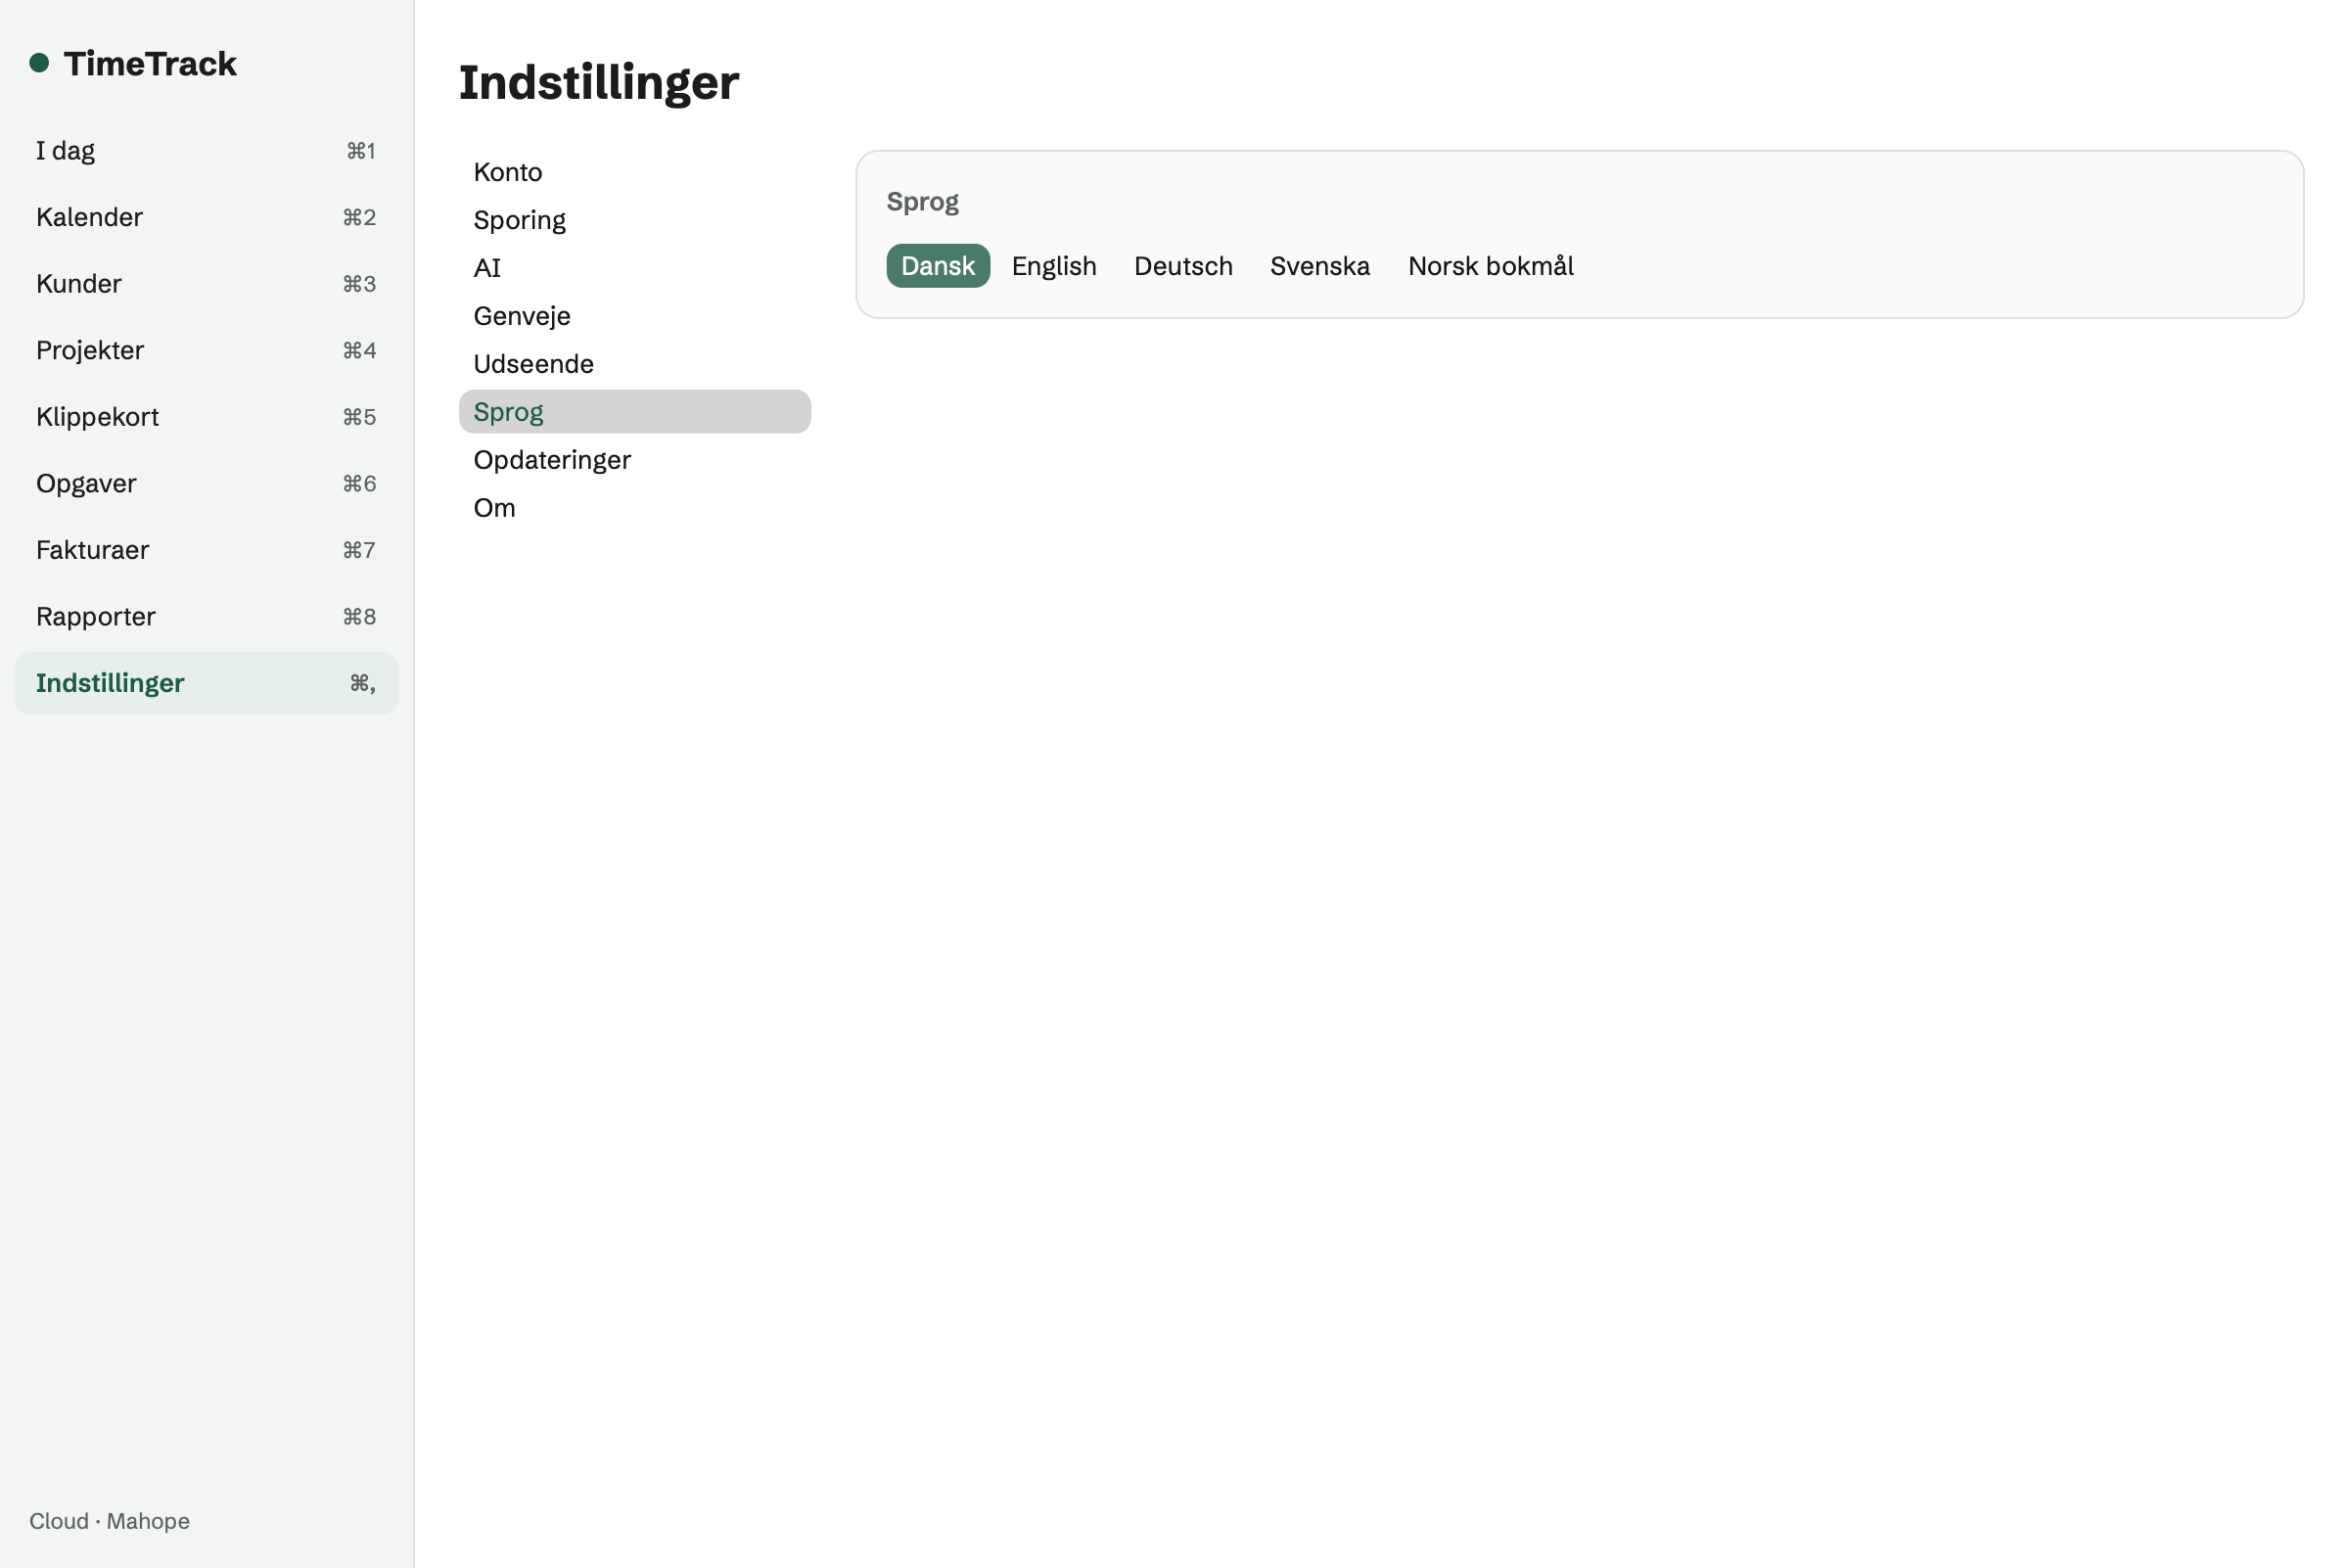 TimeTrack
I dag ⌘1
Kalender ⌘2
Kunder ⌘3
Projekter ⌘4
Klippekort ⌘5
Opgaver ⌘6
Fakturaer ⌘7
Rapporter ⌘8
Indstillinger ⌘,
Cloud · Mahope
Indstillinger
Konto
Sporing
AI
Genveje
Udseende
Sprog
Opdateringer
Om
Sprog
Dansk English Deutsch Svenska Norsk bokmål